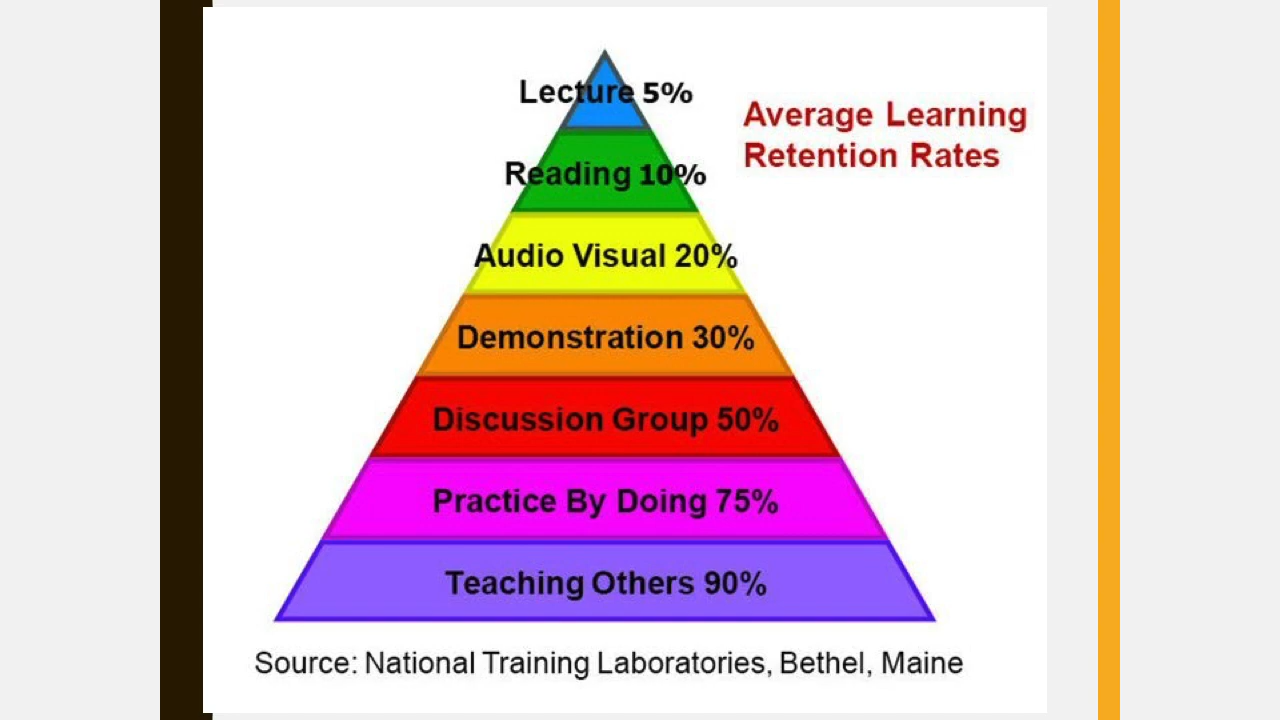 Lecture 5%
Average Learning
Retention Rates
Reading 10%
Audio Visual 20%
Demonstration 30%
Discussion Group 50%
Practice By Doing 75%
Teaching Others 90%
Source: National Training Laboratories, Bethel, Maine